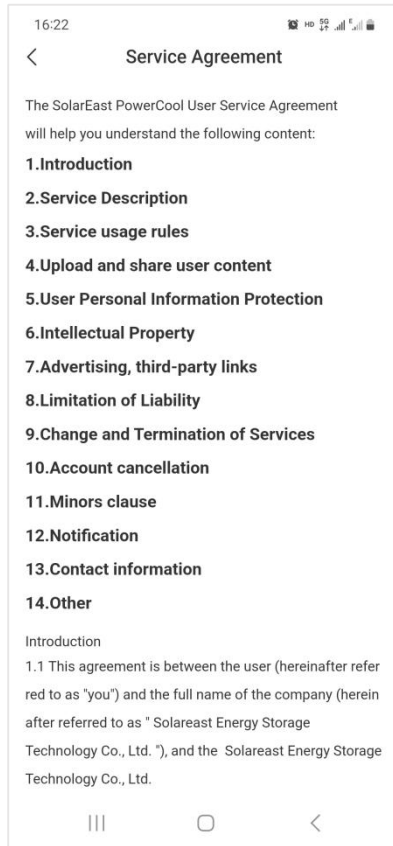 16:22
HD 5G
Service Agreement
The SolarEast PowerCool User Service Agreement
will help you understand the following content:
1.Introduction
2.Service Description
3.Service usage rules
4.Upload and share user content
5.User Personal Information Protection
6.Intellectual Property
7.Advertising, third-party links
8.Limitation of Liability
9.Change and Termination of Services
10.Account cancellation
11.Minors clause
12.Notification
13.Contact information
14.Other
Introduction
1.1 This agreement is between the user (hereinafter refer
red to as "you") and the full name of the company (herein
after referred to as " Solareast Energy Storage
Technology Co., Ltd. "), and the  Solareast Energy Storage
Technology Co., Ltd.